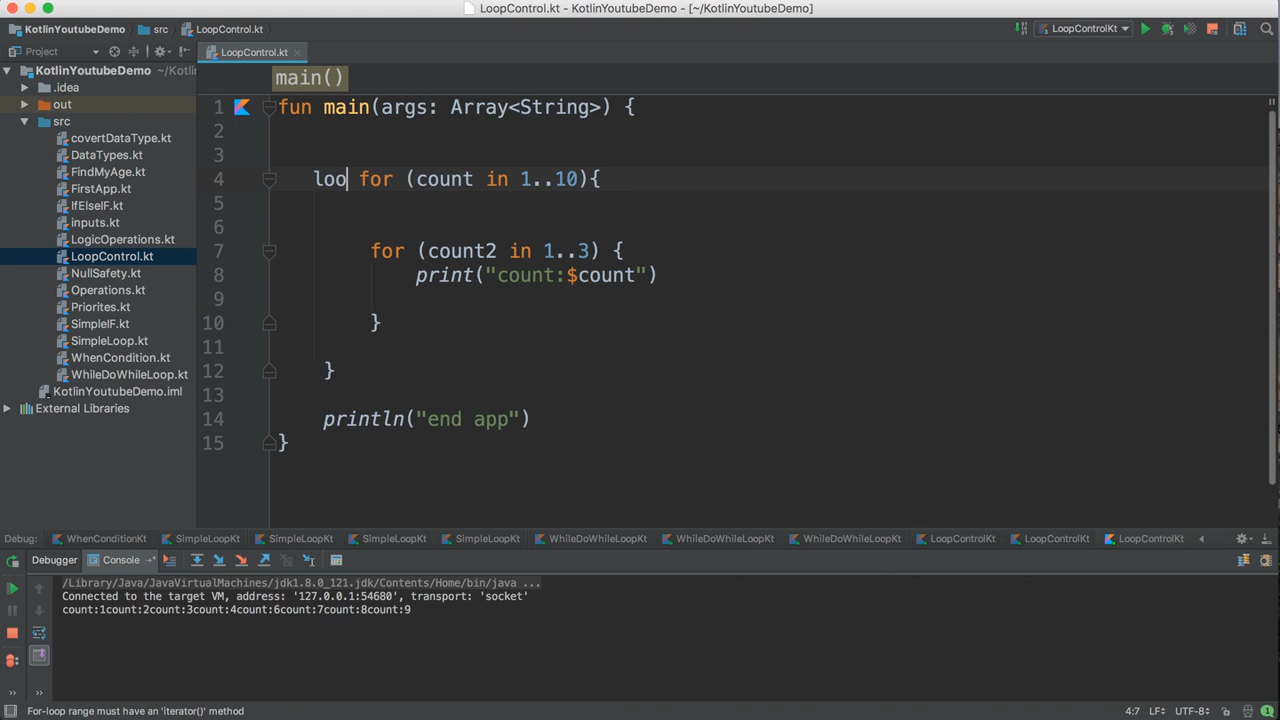 LoopControl.kt - KotlinYoutubeDemo - [~/KotlinYoutubeDemo]
KotlinYoutubeDemo src LoopControl.kt LoopControlKt
Project LoopControl.kt
KotlinYoutubeDemo ~/Kotlin
.idea
out
src
covertDataType.kt
DataTypes.kt
FindMyAge.kt
FirstApp.kt
IfElseIF.kt
inputs.kt
LogicOperations.kt
LoopControl.kt
NullSafety.kt
Operations.kt
Priorites.kt
SimpleIF.kt
SimpleLoop.kt
WhenCondition.kt
WhileDoWhileLoop.kt
KotlinYoutubeDemo.iml
External Libraries
main()
1 fun main(args: Array<String>) {
2
3
4 loo for (count in 1..10){
5
6
7 for (count2 in 1..3) {
8 print("count:$count")
9
10 }
11
12 }
13
14 println("end app")
15 }
Debug: WhenConditionKt SimpleLoopKt SimpleLoopKt SimpleLoopKt SimpleLoopKt WhileDoWhileLoopKt WhileDoWhileLoopKt WhileDoWhileLoopKt LoopControlKt LoopControlKt LoopControlKt
Debugger Console
/Library/Java/JavaVirtualMachines/jdk1.8.0_121.jdk/Contents/Home/bin/java ...
Connected to the target VM, address: '127.0.0.1:54680', transport: 'socket'
count:1count:2count:3count:4count:6count:7count:8count:9
For-loop range must have an 'iterator()' method 4:7 LF UTF-8 1